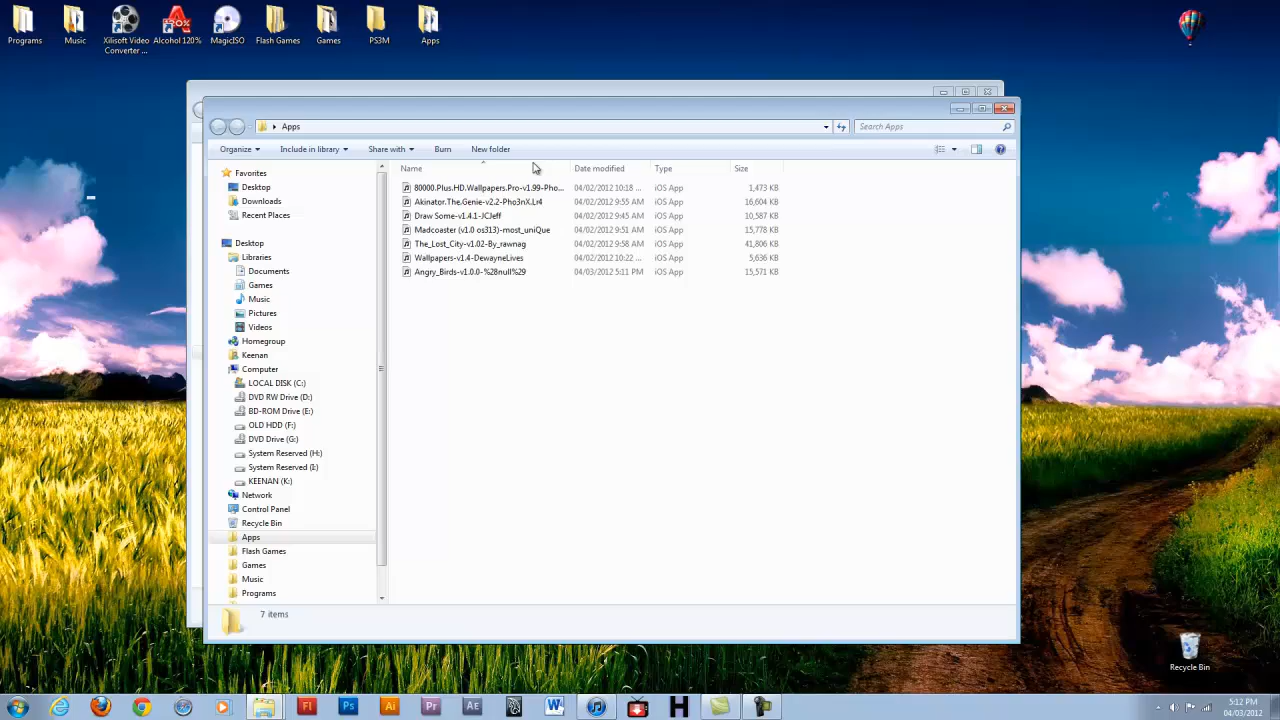 Programs
Music
Xilisoft Video
Converter ...
Alcohol 120%
MagicISO
Flash Games
Games
PS3M
Apps
Apps
Search Apps
Organize
Include in library
Share with
Burn
New folder
Name
Date modified
Type
Size
80000.Plus.HD.Wallpapers.Pro-v1.99-Pho... 04/02/2012 10:18 ... iOS App 1,473 KB
Akinator.The.Genie-v2.2-Pho3nX.Lr4 04/02/2012 9:55 AM iOS App 16,604 KB
Draw Some-v1.4.1-JCJeff 04/02/2012 9:45 AM iOS App 10,587 KB
Madcoaster (v1.0 os313)-most_uniQue 04/02/2012 9:51 AM iOS App 15,778 KB
The_Lost_City-v1.02-By_rawnag 04/02/2012 9:58 AM iOS App 41,806 KB
Wallpapers-v1.4-DewayneLives 04/02/2012 10:22 ... iOS App 5,636 KB
Angry_Birds-v1.0.0-%28null%29 04/03/2012 5:11 PM iOS App 15,571 KB
Favorites
Desktop
Downloads
Recent Places
Desktop
Libraries
Documents
Games
Music
Pictures
Videos
Homegroup
Keenan
Computer
LOCAL DISK (C:)
DVD RW Drive (D:)
BD-ROM Drive (E:)
OLD HDD (F:)
DVD Drive (G:)
System Reserved (H:)
System Reserved (I:)
KEENAN (K:)
Network
Control Panel
Recycle Bin
Apps
Flash Games
Games
Music
Programs
7 items
Recycle Bin
Fl
Ps
Ai
Pr
Ae
W
H
5:12 PM
04/03/2012